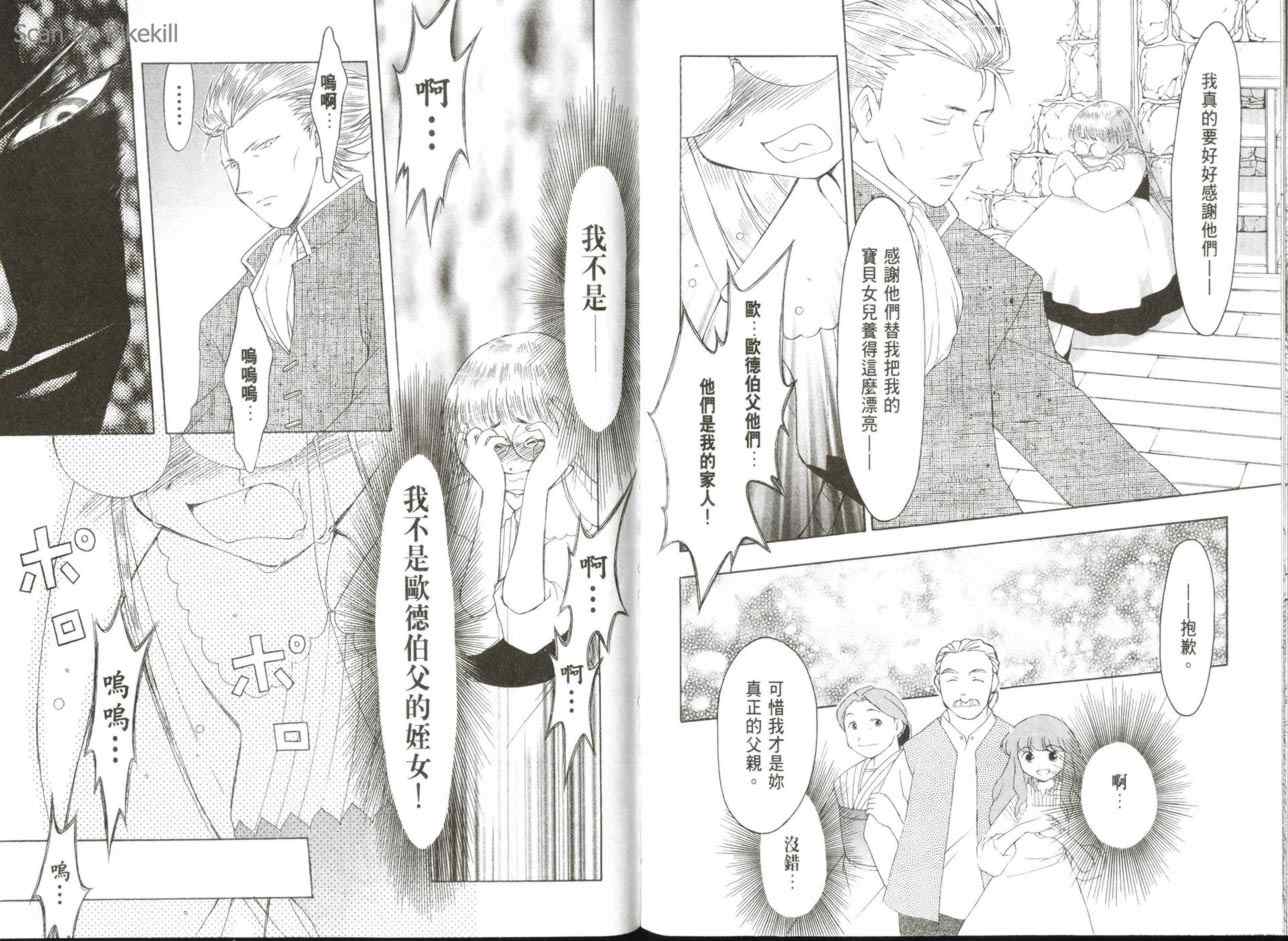 我真的要好好感謝他們——
感謝他們替我把我的
寶貝女兒養得這麼漂亮——
歐…歐德伯父他們…
他們是我的家人！
——抱歉。
可惜我才是妳
真正的父親。
啊…
沒錯…
我不是——
啊…
我不是歐德伯父的姪女！
啊…
啊…
嗚啊…
……
嗚嗚嗚…
ポロ
ポロ
嗚嗚…
嗚…